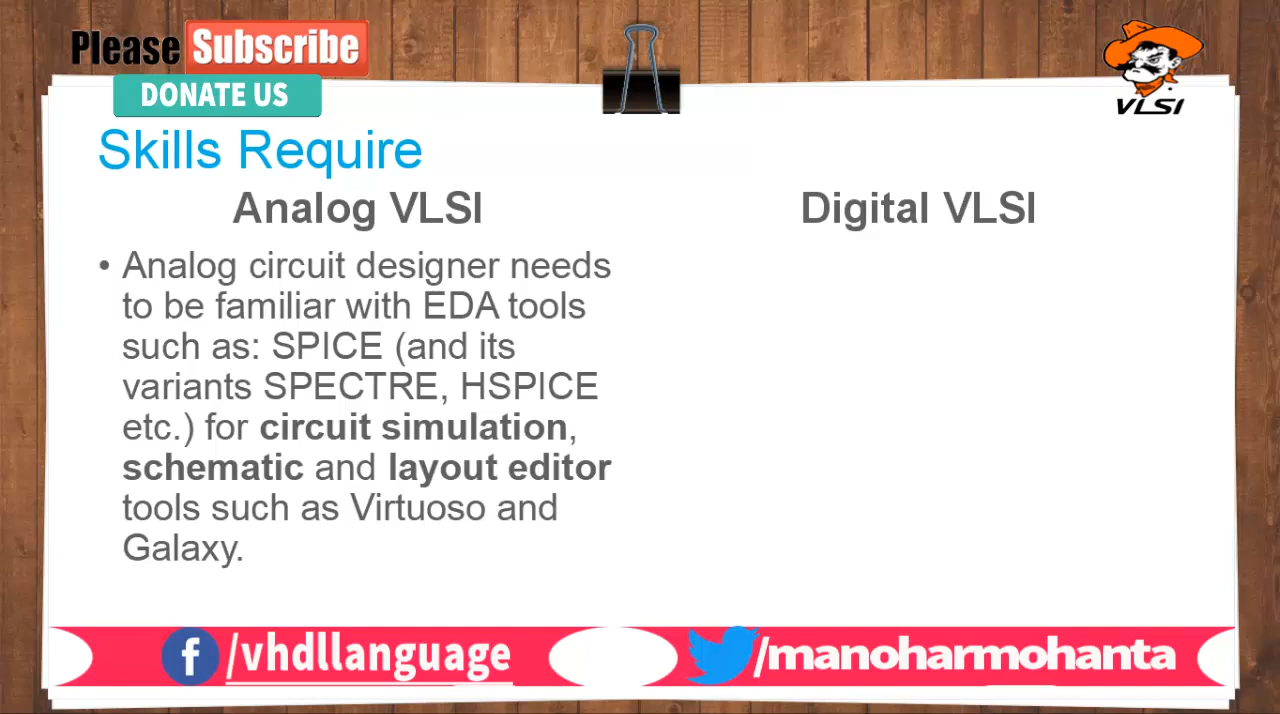 Please Subscribe
DONATE US
VLSI
Skills Require
Analog VLSI
Digital VLSI
• Analog circuit designer needs
to be familiar with EDA tools
such as: SPICE (and its
variants SPECTRE, HSPICE
etc.) for circuit simulation,
schematic and layout editor
tools such as Virtuoso and
Galaxy.
f /vhdllanguage
/manoharmohanta